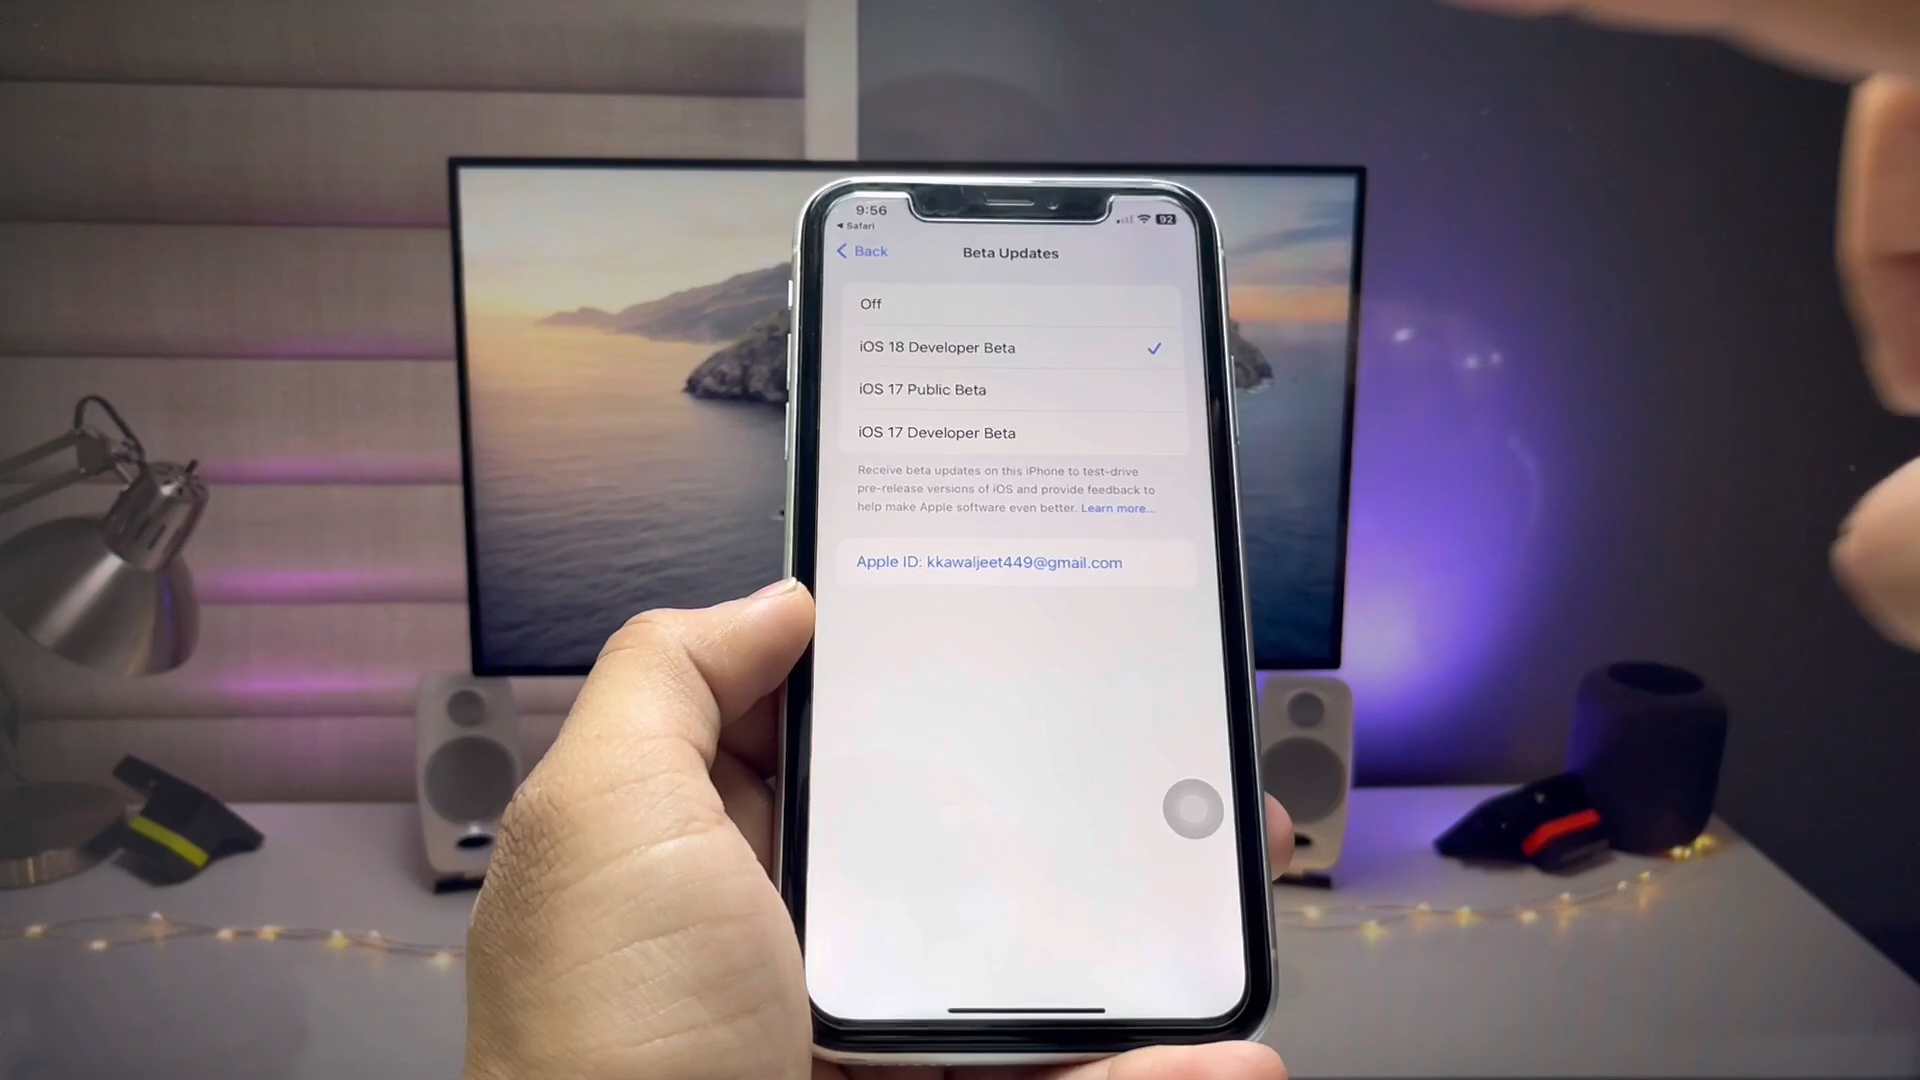 9:56
92
◀ Safari
Back
Beta Updates
Off
iOS 18 Developer Beta
iOS 17 Public Beta
iOS 17 Developer Beta
Receive beta updates on this iPhone to test-drive
pre-release versions of iOS and provide feedback to
help make Apple software even better. Learn more...
Apple ID: kkawaljeet449@gmail.com